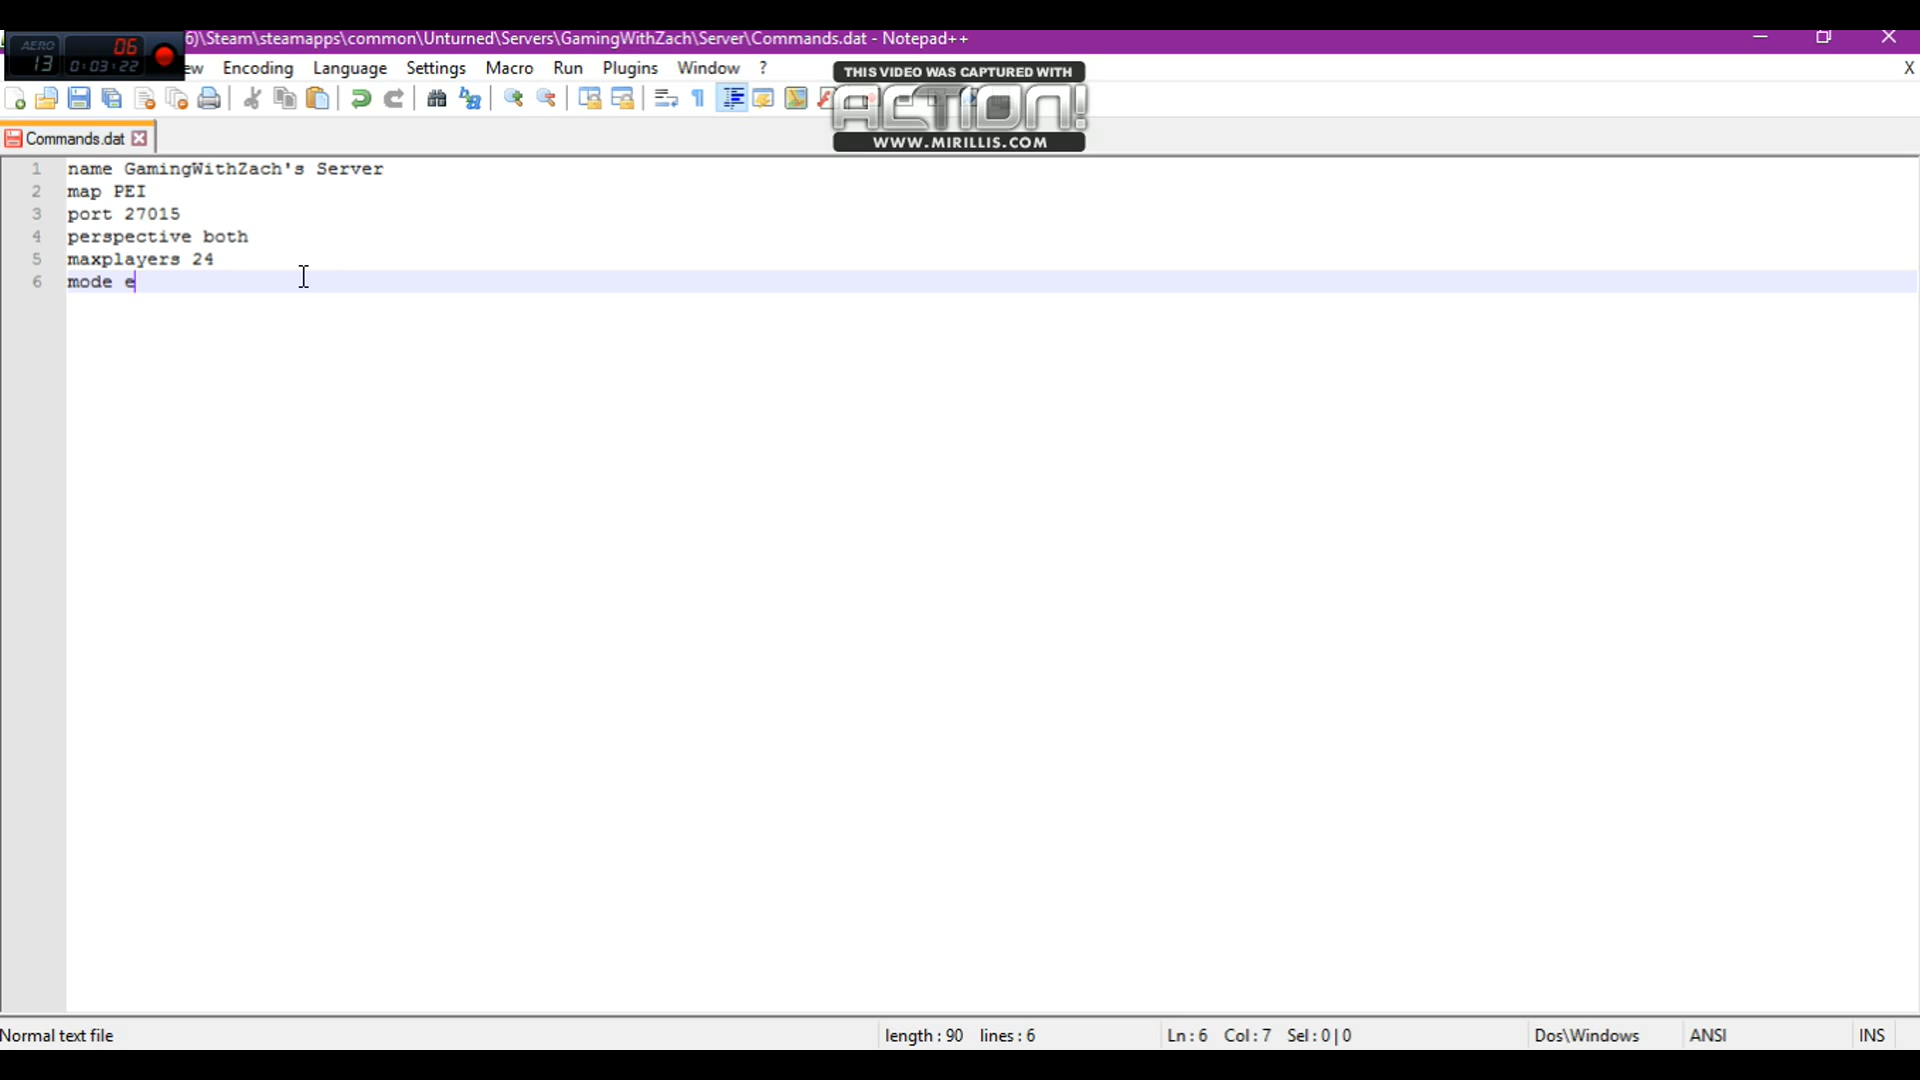 AERO 06
13 0:03:22
6)\Steam\steamapps\common\Unturned\Servers\GamingWithZach\Server\Commands.dat - Notepad++
ew Encoding Language Settings Macro Run Plugins Window ? X
THIS VIDEO WAS CAPTURED WITH
ACTION!
WWW.MIRILLIS.COM
Commands.dat
1 name GamingWithZach's Server
2 map PEI
3 port 27015
4 perspective both
5 maxplayers 24
6 mode e
Normal text file length : 90 lines : 6 Ln : 6 Col : 7 Sel : 0 | 0 Dos\Windows ANSI INS